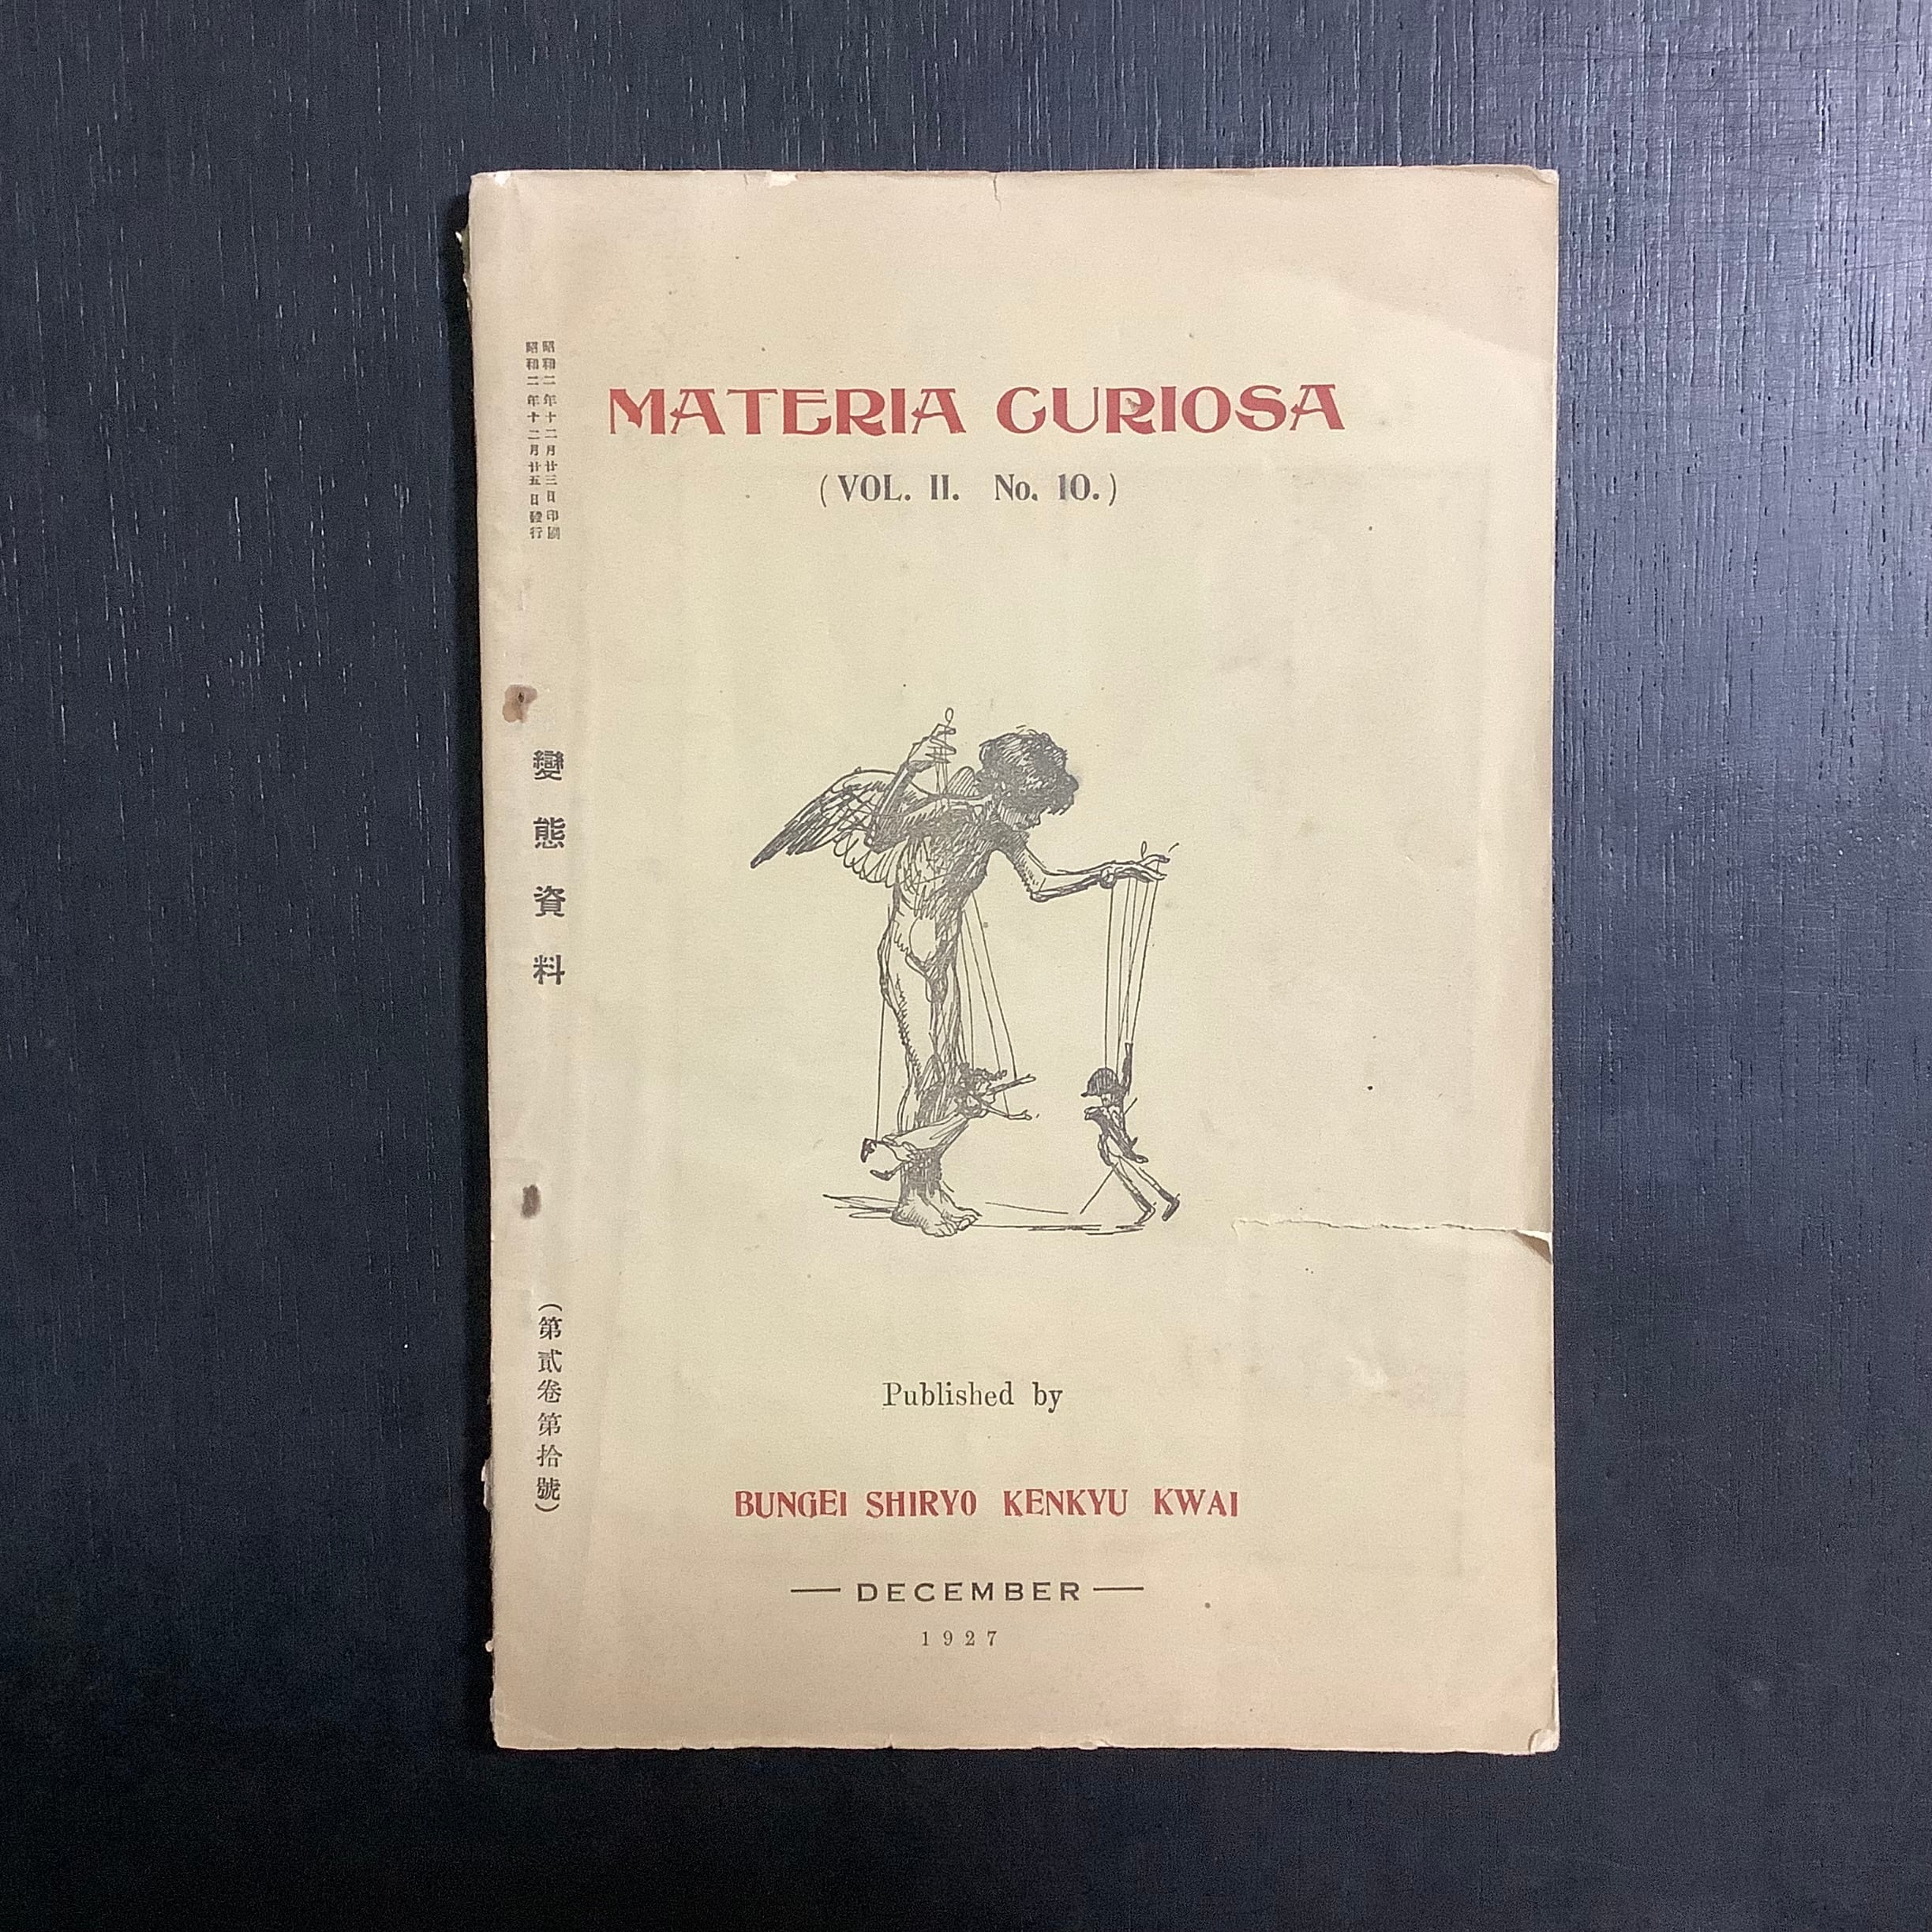 MATERIA CURIOSA
(VOL. II. No. 10.)
Published by
BUNGEI SHIRYO KENKYU KWAI
— DECEMBER —
1927
昭和二年十二月廿三日印刷
昭和二年十二月廿五日發行
變態資料
（第貳卷第拾號）